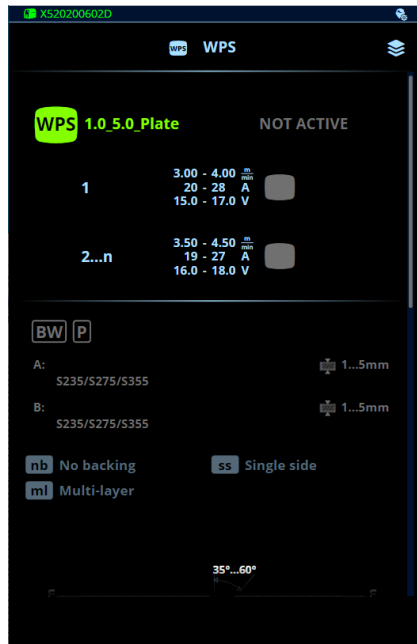 X520200602D
WPS WPS
WPS 1.0_5.0_Plate NOT ACTIVE
3.00 - 4.00 m/min
1 20 - 28 A
15.0 - 17.0 V
3.50 - 4.50 m/min
2...n 19 - 27 A
16.0 - 18.0 V
BW P
A: 1...5mm
S235/S275/S355
B: 1...5mm
S235/S275/S355
nb No backing ss Single side
ml Multi-layer
35°...60°